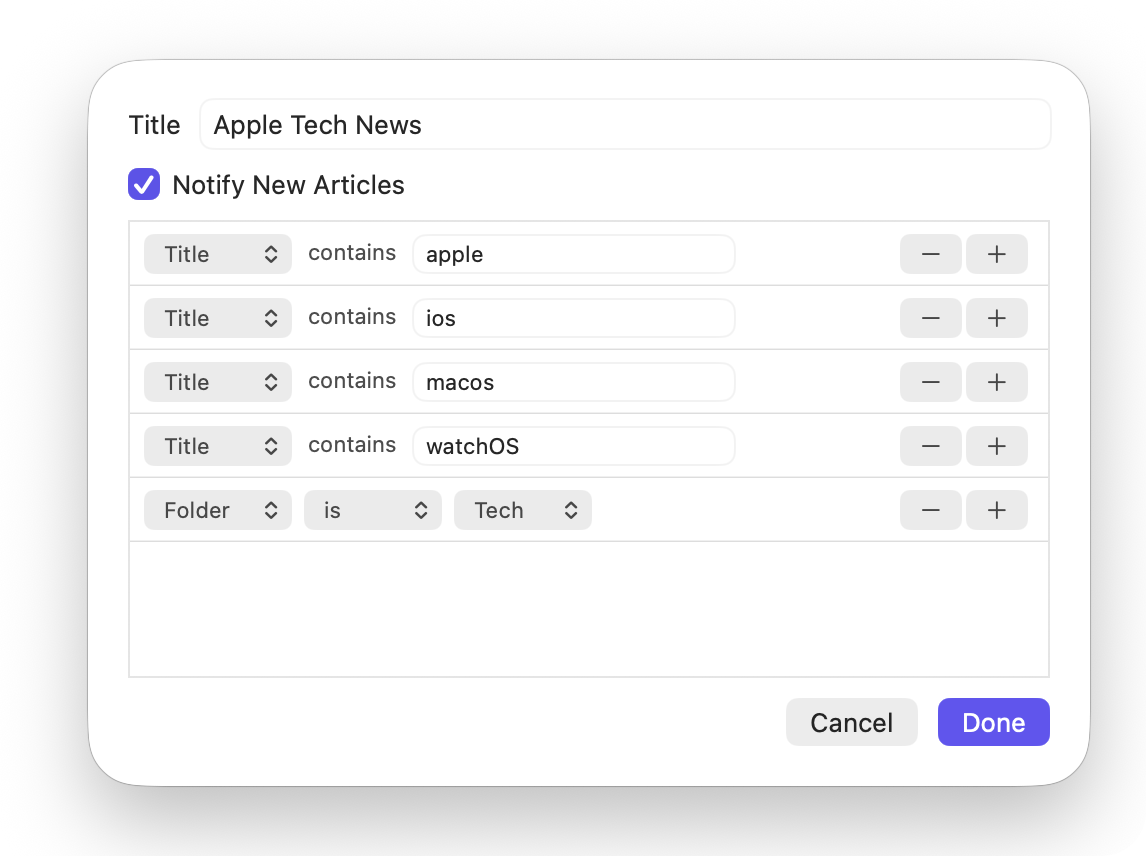 Title Apple Tech News
Notify New Articles
Title contains apple
Title contains ios
Title contains macos
Title contains watchOS
Folder is Tech
Cancel Done